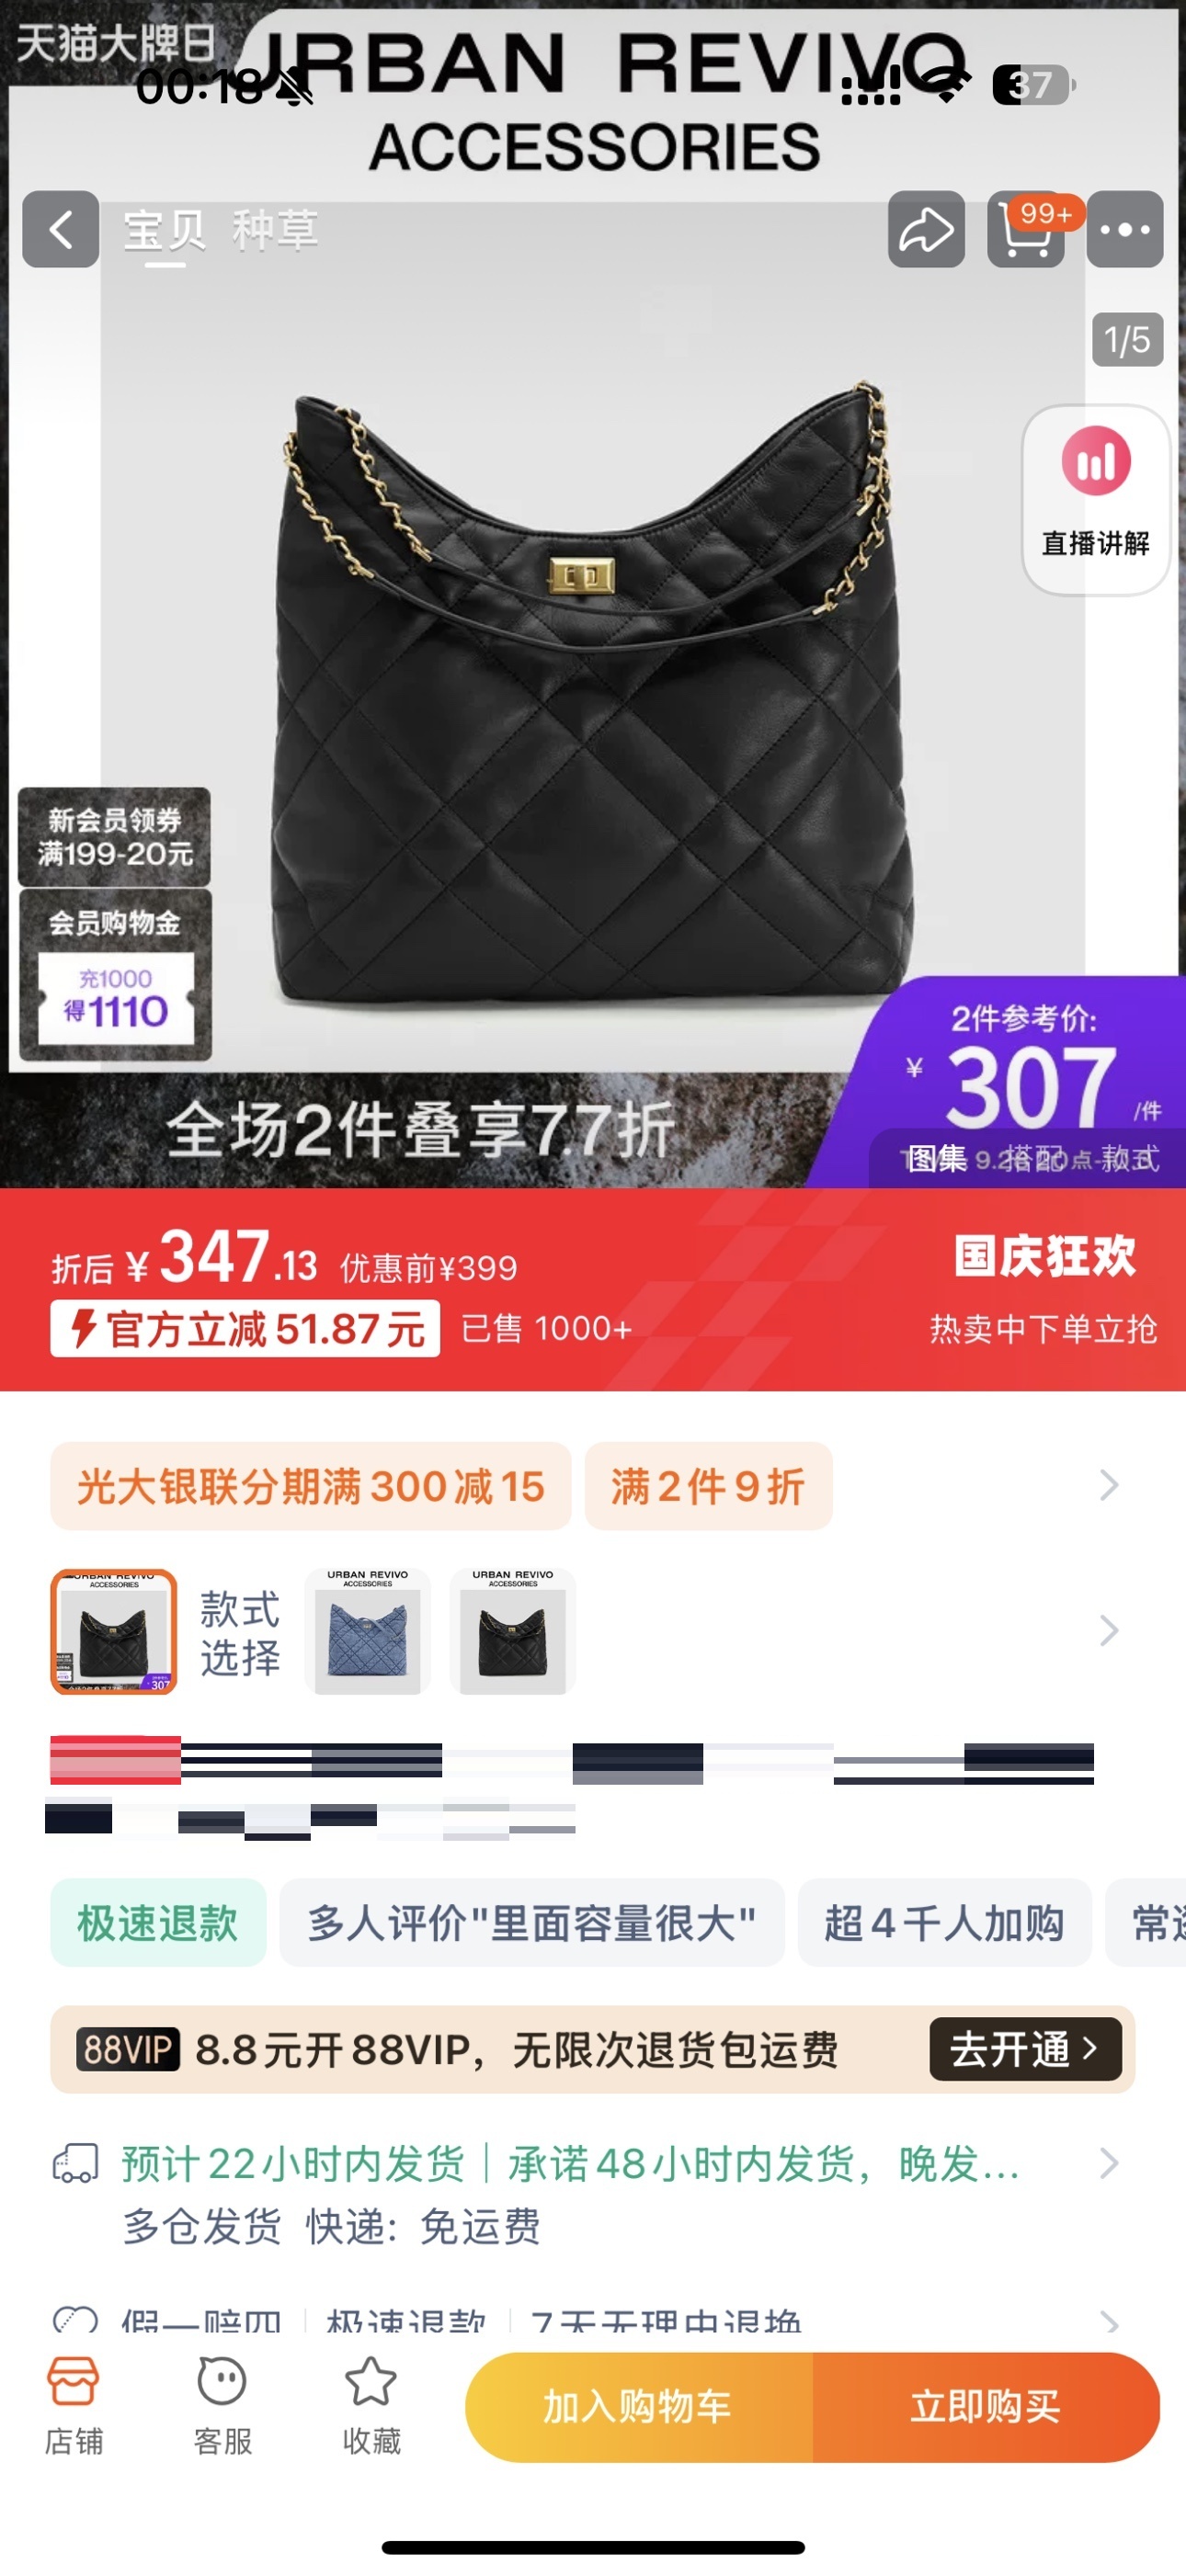 天猫大牌日
URBAN REVIVO
00:18
37
ACCESSORIES
宝贝 种草
99+
1/5
直播讲解
新会员领券
满199-20元
会员购物金
充1000
得1110
2件参考价:
¥ 307 /件
全场2件叠享7.7折
图集 搭配 款式
折后 ¥347.13 优惠前¥399
国庆狂欢
官方立减51.87元 已售 1000+
热卖中下单立抢
光大银联分期满300减15 满2件9折
URBAN REVIVO
ACCESSORIES
307
款式
选择
URBAN REVIVO
ACCESSORIES
URBAN REVIVO
ACCESSORIES
极速退款 多人评价"里面容量很大" 超4千人加购 常
88VIP 8.8元开88VIP，无限次退货包运费 去开通
预计22小时内发货 | 承诺48小时内发货，晚发...
多仓发货 快递: 免运费
假一赔四 | 极速退款 | 7天无理由退换
店铺 客服 收藏 加入购物车 立即购买